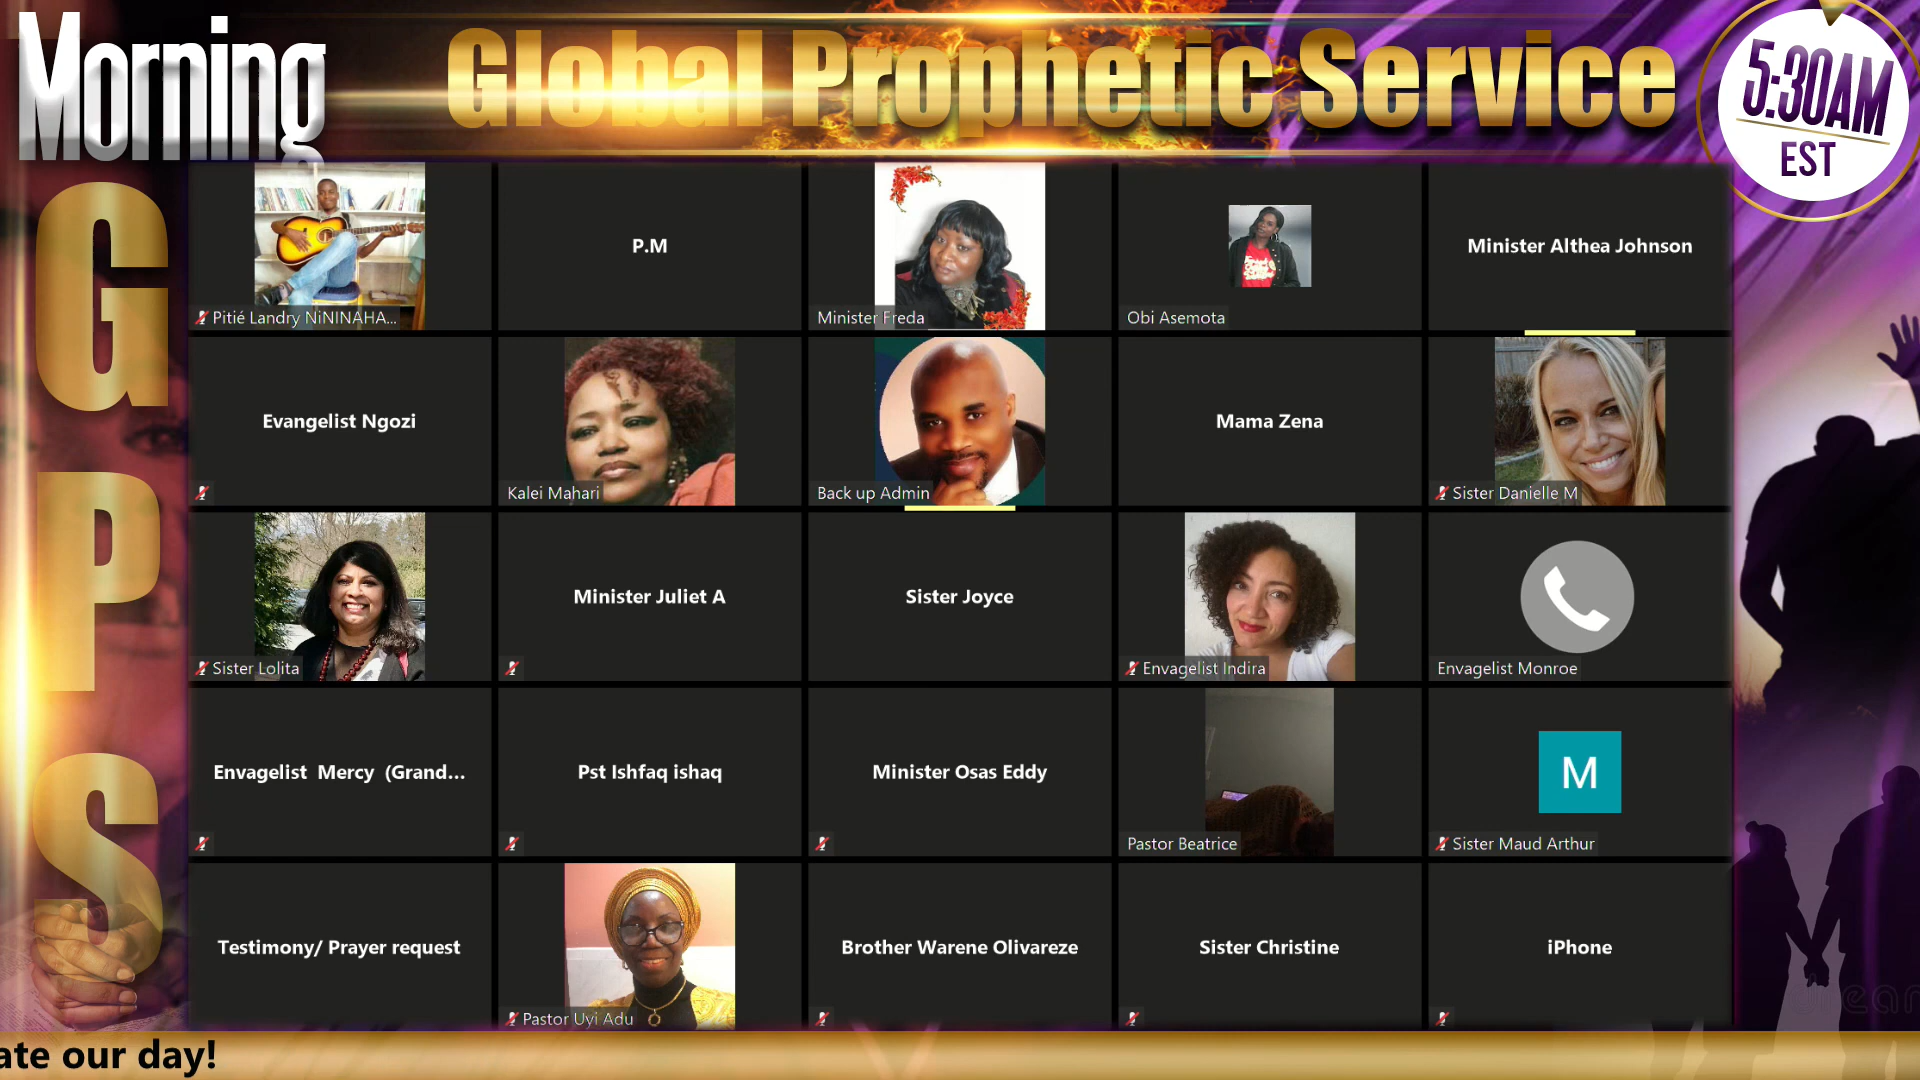 Morning
Global Prophetic Service
5:30AM
EST
GPS
Pitié Landry NiNINAHA...
P.M
Minister Freda
Obi Asemota
Minister Althea Johnson
Evangelist Ngozi
Kalei Mahari
Back up Admin
Mama Zena
Sister Danielle M
Sister Lolita
Minister Juliet A
Sister Joyce
Envagelist Indira
Envagelist Monroe
Envagelist Mercy (Grand...
Pst Ishfaq ishaq
Minister Osas Eddy
Pastor Beatrice
M
Sister Maud Arthur
Testimony/ Prayer request
Pastor Uyi Adu
Brother Warene Olivareze
Sister Christine
iPhone
ate our day!